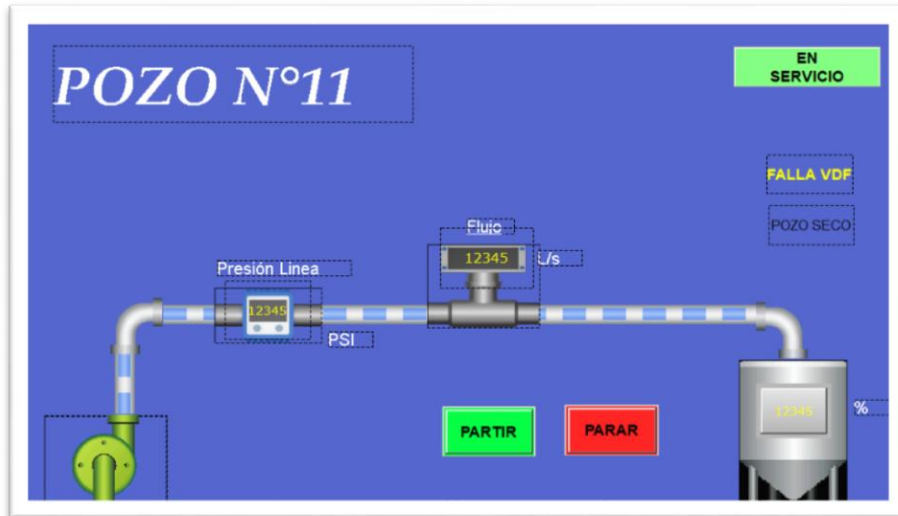 POZO N°11
EN
SERVICIO
FALLA VDF
POZO SECO
Flujo
12345 L/s
Presión Linea
12345
PSI
12345 %
PARTIR
PARAR